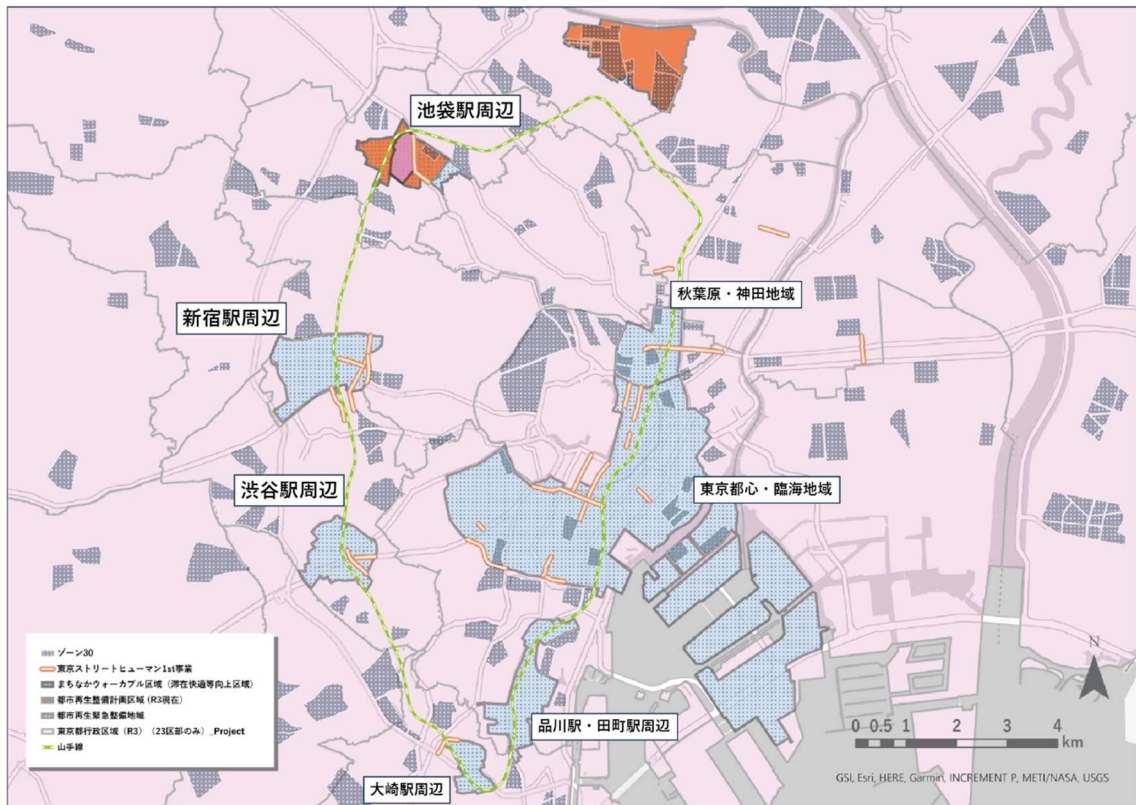 池袋駅周辺
秋葉原・神田地域
新宿駅周辺
渋谷駅周辺
東京都心・臨海地域
品川駅・田町駅周辺
大崎駅周辺
ゾーン30
東京ストリートヒューマン1st事業
まちなかウォーカブル区域（滞在快適等向上区域）
都市再生整備計画区域（R3現在）
都市再生緊急整備地域
東京都行政区域（R3）（23区部のみ）_Project
山手線
N
0 0.5 1 2 3 4
km
GSI, Esri, HERE, Garmin, INCREMENT P, METI/NASA, USGS